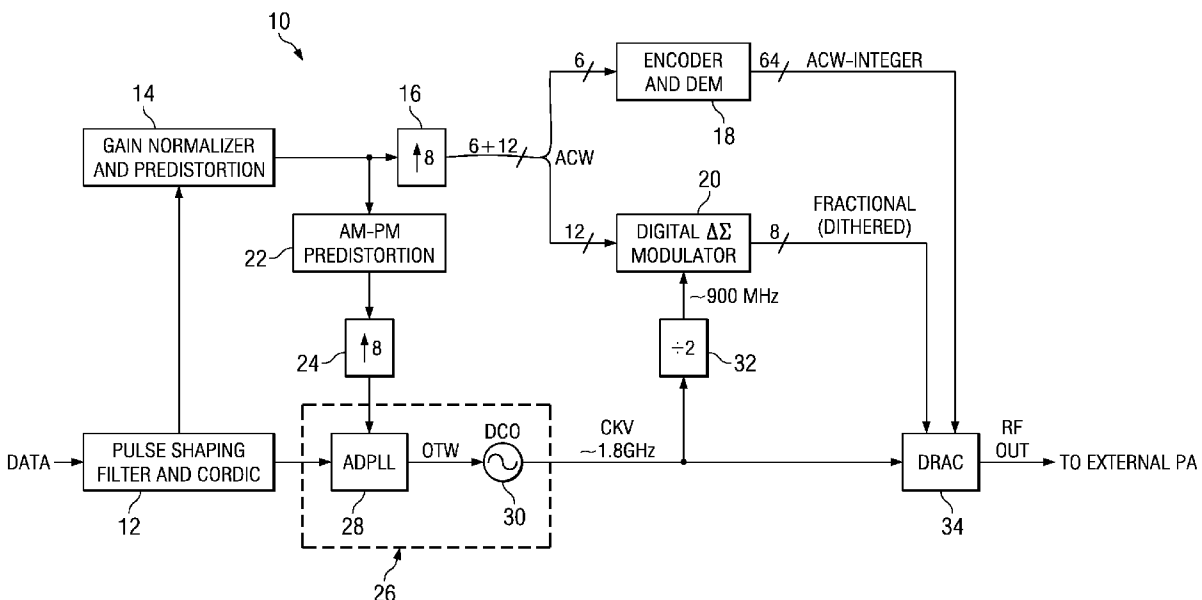 10
14
GAIN NORMALIZER
AND PREDISTORTION
16
↑8
6+12
ACW
6
ENCODER
AND DEM
18
64
ACW-INTEGER
12
20
DIGITAL ΔΣ
MODULATOR
8
FRACTIONAL
(DITHERED)
22
AM-PM
PREDISTORTION
~900 MHz
24
↑8
÷2
32
DATA
PULSE SHAPING
FILTER AND CORDIC
12
ADPLL
28
OTW
DCO
30
CKV
~1.8GHz
DRAC
34
RF
OUT
TO EXTERNAL PA
26